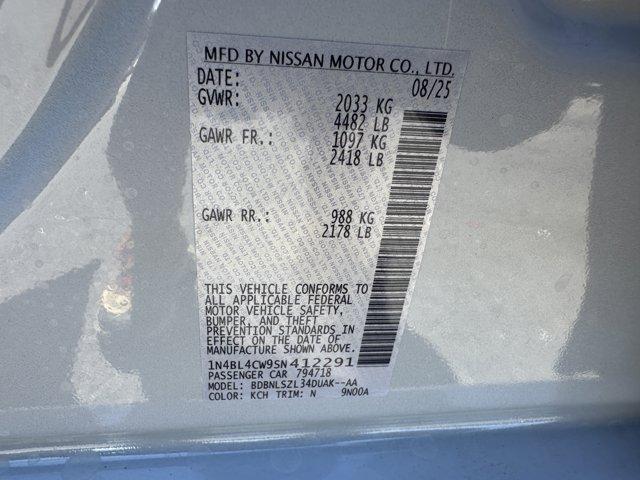 MFD BY NISSAN MOTOR CO., LTD.
DATE: 08/25
GVWR: 2033 KG
4482 LB
GAWR FR.: 1097 KG
2418 LB
GAWR RR.: 988 KG
2178 LB
THIS VEHICLE CONFORMS TO
ALL APPLICABLE FEDERAL
MOTOR VEHICLE SAFETY,
BUMPER, AND THEFT
PREVENTION STANDARDS IN
EFFECT ON THE DATE OF
MANUFACTURE SHOWN ABOVE.
1N4BL4CW9SN412291
PASSENGER CAR 794718
MODEL: BDBNLSZL34DUAK--AA
COLOR: KCH TRIM: N 9N00A